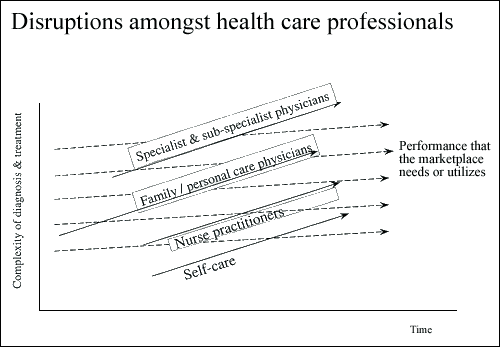 Disruptions amongst health care professionals
Complexity of diagnosis & treatment
Specialist & sub-specialist physicians
Family / personal care physicians
Nurse practitioners
Self-care
Performance that
the marketplace
needs or utilizes
Time